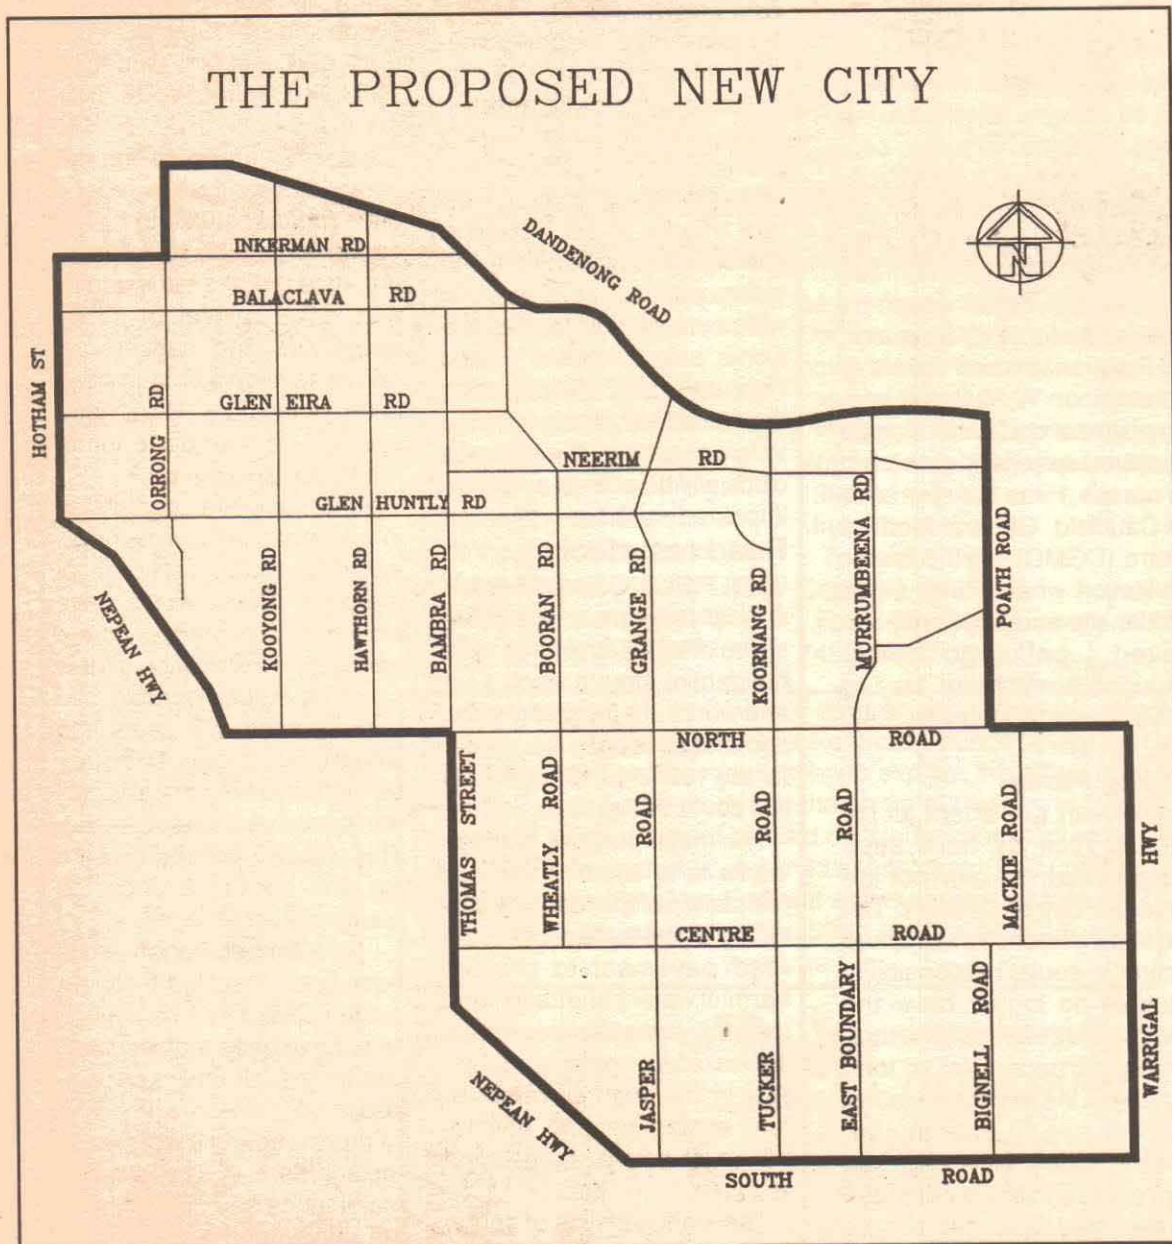 THE PROPOSED NEW CITY
DANDENONG ROAD
N
INKERMAN RD
BALACLAVA RD
HOTHAM ST
ORRONG RD
GLEN EIRA RD
NEERIM RD
GLEN HUNTLY RD
NEPEAN HWY
KOOYONG RD
HAWTHORN RD
BAMBRA RD
BOORAN RD
GRANGE RD
KOORNANG RD
MURRUMBEENA RD
POATH ROAD
NORTH ROAD
THOMAS STREET
WHEATLY ROAD
JASPER ROAD
TUCKER ROAD
EAST BOUNDARY ROAD
MACKIE ROAD
WARRIGAL HWY
CENTRE ROAD
BIGNELL ROAD
NEPEAN HWY
SOUTH ROAD